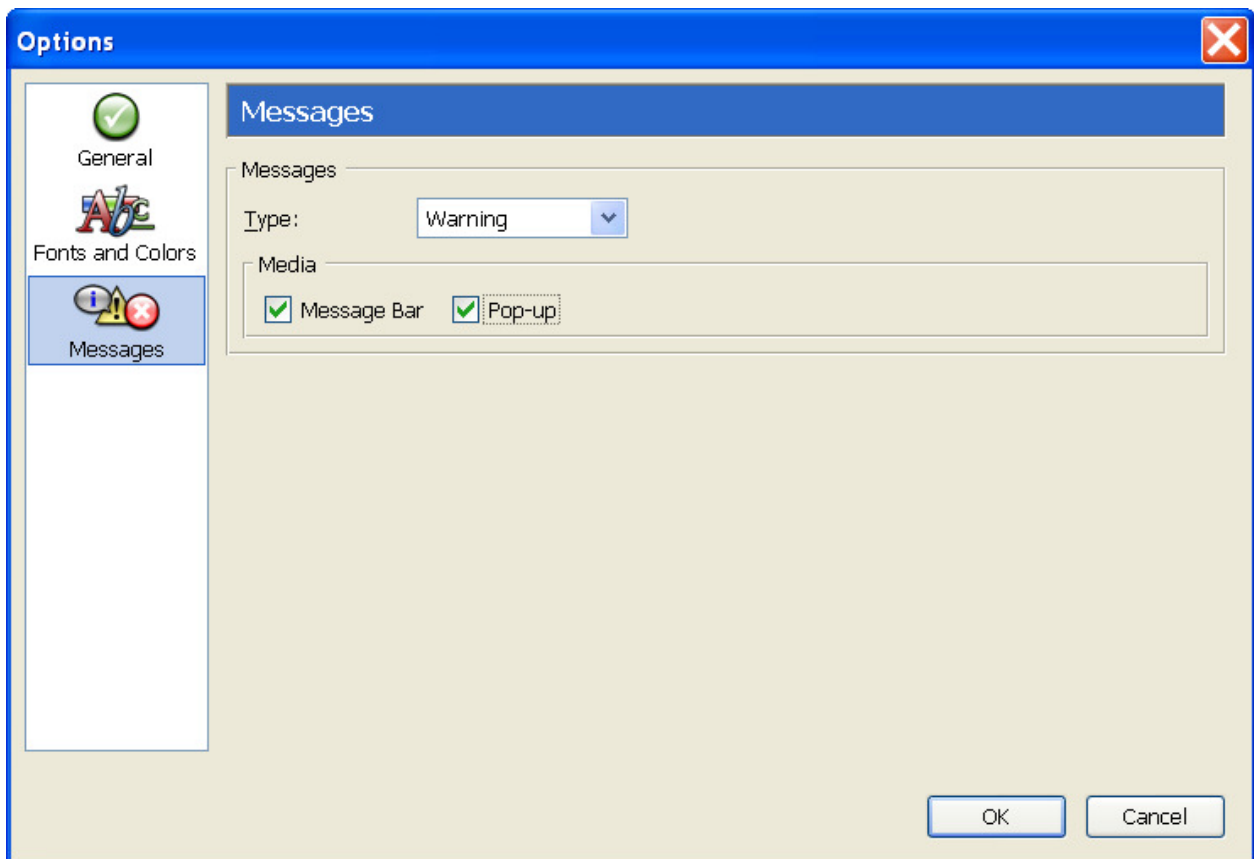 Options
General
Fonts and Colors
Messages
Messages
Messages
Type: Warning
Media
Message Bar Pop-up
OK Cancel